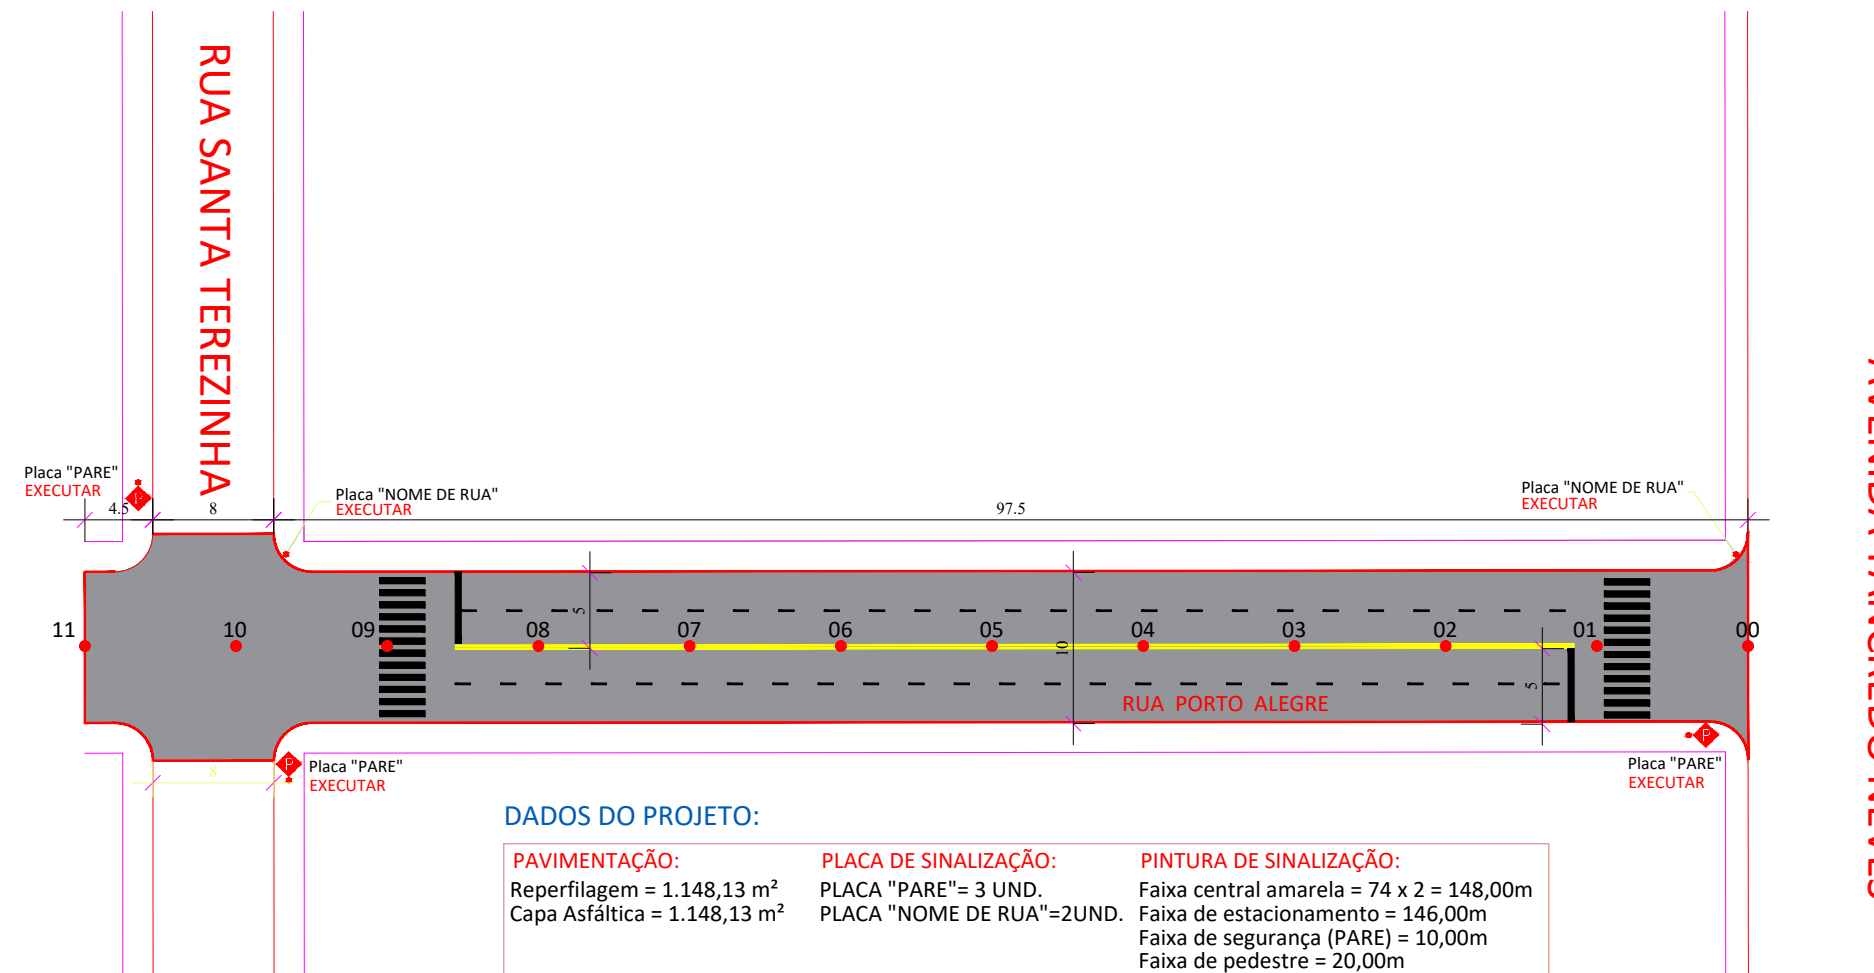 RUA SANTA TEREZINHA
Placa "PARE"
EXECUTAR
4.5
8
Placa "NOME DE RUA"
EXECUTAR
97.5
Placa "NOME DE RUA"
EXECUTAR
5
11
10
09
08
07
06
05
04
03
02
01
00
10
5
RUA PORTO ALEGRE
P
8
P
Placa "PARE"
EXECUTAR
P
Placa "PARE"
EXECUTAR
AVENIDA TANCREDO NEVES
DADOS DO PROJETO:
PAVIMENTAÇÃO:
Reperfilagem = 1.148,13 m²
Capa Asfáltica = 1.148,13 m²
PLACA DE SINALIZAÇÃO:
PLACA "PARE"= 3 UND.
PLACA "NOME DE RUA"=2UND.
PINTURA DE SINALIZAÇÃO:
Faixa central amarela = 74 x 2 = 148,00m
Faixa de estacionamento = 146,00m
Faixa de segurança (PARE) = 10,00m
Faixa de pedestre = 20,00m